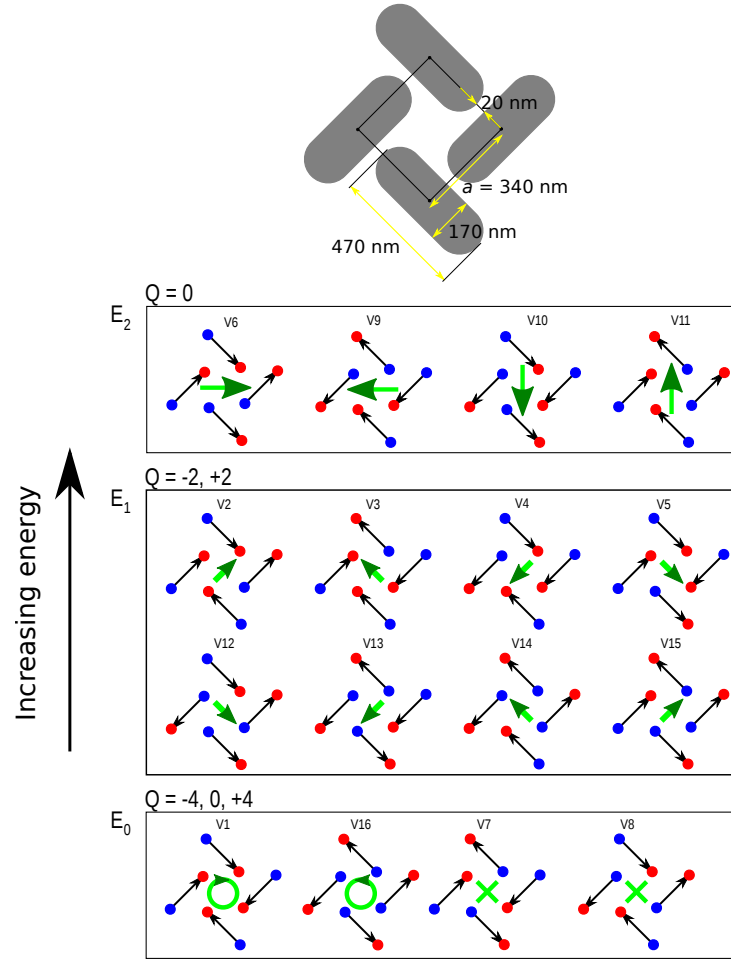 20 nm
a = 340 nm
170 nm
470 nm
Q = 0
E2
V6
V9
V10
V11
Increasing energy
Q = -2, +2
E1
V2
V3
V4
V5
V12
V13
V14
V15
Q = -4, 0, +4
E0
V1
V16
V7
V8